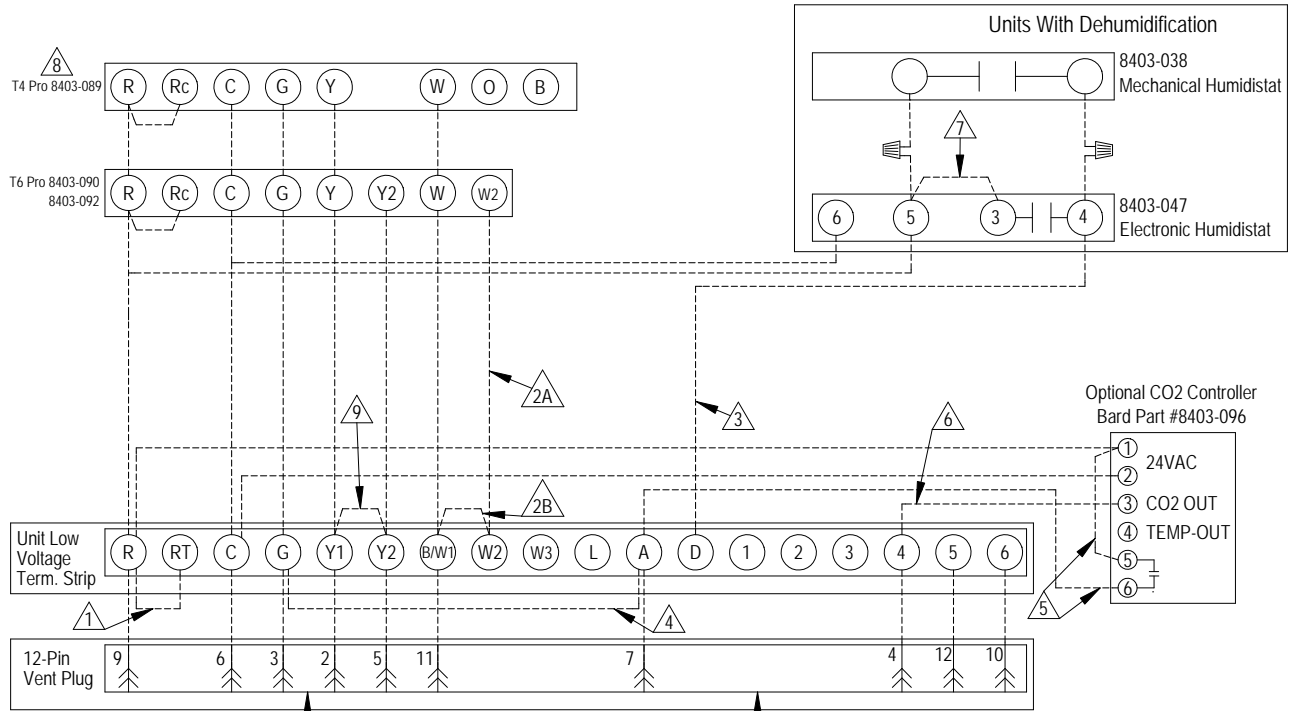 Units With Dehumidification
8403-038
Mechanical Humidistat
8
T4 Pro 8403-089
R Rc C G Y W O B
7
T6 Pro 8403-090
8403-092
R Rc C G Y Y2 W W2
6 5 3 4
8403-047
Electronic Humidistat
2A
9
3
6
Optional CO2 Controller
Bard Part #8403-096
1
24VAC
2
3 CO2 OUT
4 TEMP-OUT
5
6
2B
Unit Low
Voltage
Term. Strip
R RT C G Y1 Y2 B/W1 W2 W3 L A D 1 2 3 4 5 6
1
4
5
12-Pin
Vent Plug
9 6 3 2 5 11 7 4 12 10